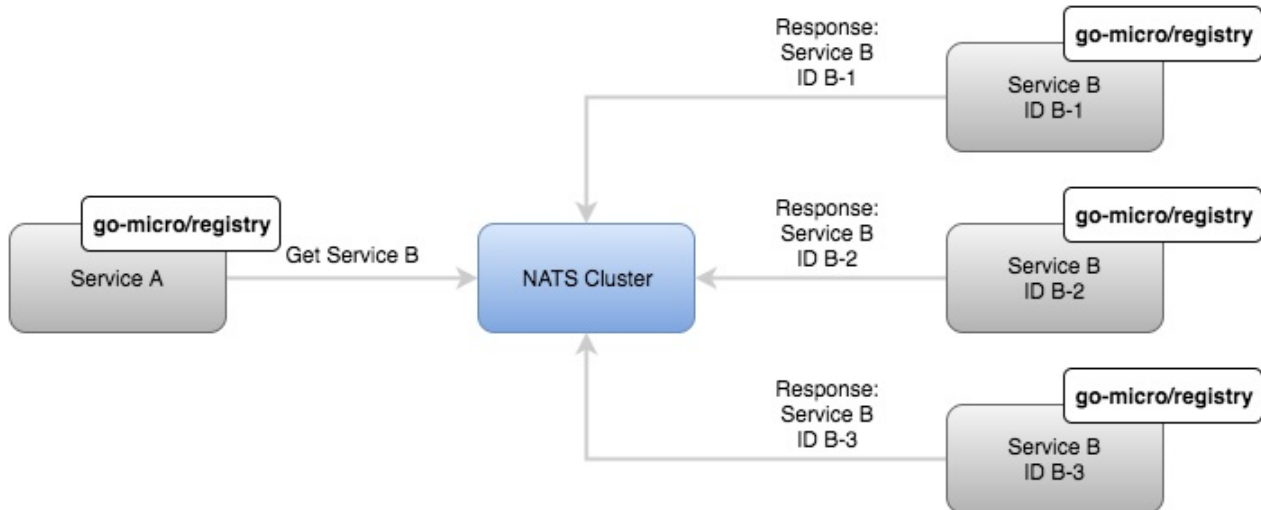 go-micro/registry
Service A
Get Service B
NATS Cluster
Response:
Service B
ID B-1
go-micro/registry
Service B
ID B-1
Response:
Service B
ID B-2
go-micro/registry
Service B
ID B-2
Response:
Service B
ID B-3
go-micro/registry
Service B
ID B-3